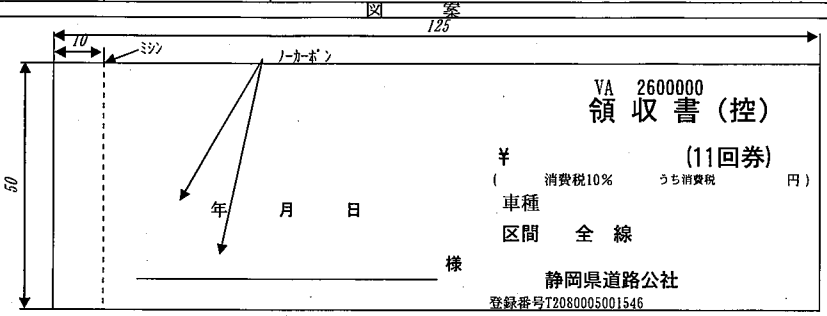 図 案
125
10
ミシン
ノーカーボン
50
VA 2600000
領収書(控)
¥ (11回券)
( 消費税10% うち消費税 円)
車種
年 月 日
区間 全線
様
静岡県道路公社
登録番号T2080005001546